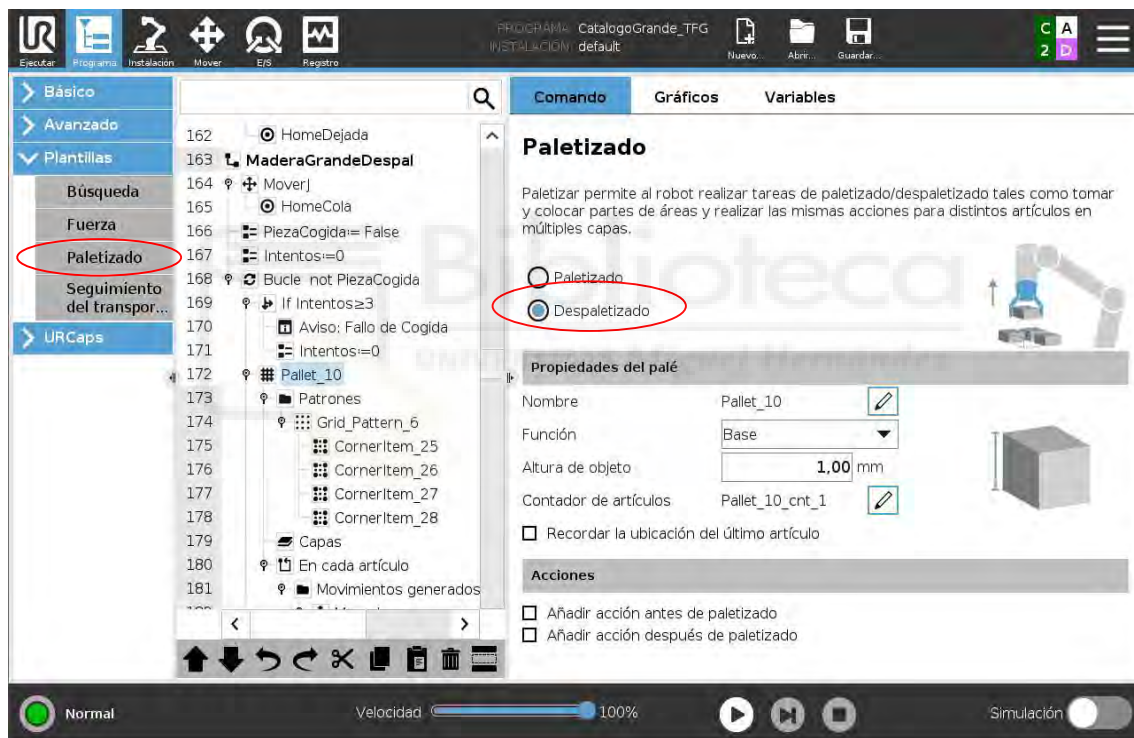 UR
PROGRAMA CatalogoGrande_TFG
INSTALACIÓN default
C A
2 D
Ejecutar Programa Instalación Mover E/S Registro
Nuevo... Abrir... Guardar...
Básico
Avanzado
Plantillas
Búsqueda
Fuerza
Paletizado
Seguimiento
del transpor...
URCaps
162 HomeDejada
163 MaderaGrandeDespal
164 MoverJ
165 HomeCola
166 PiezaCogida:= False
167 Intentos:=0
168 Bucle not PiezaCogida
169 If Intentos≥3
170 Aviso: Fallo de Cogida
171 Intentos:=0
172 Pallet_10
173 Patrones
174 Grid_Pattern_6
175 CornerItem_25
176 CornerItem_26
177 CornerItem_27
178 CornerItem_28
179 Capas
180 En cada artículo
181 Movimientos generados
Comando Gráficos Variables
Paletizado
Paletizar permite al robot realizar tareas de paletizado/despaletizado tales como tomar
y colocar partes de áreas y realizar las mismas acciones para distintos artículos en
múltiples capas.
Paletizado
Despaletizado
Propiedades del palé
Nombre Pallet_10
Función Base
Altura de objeto 1,00 mm
Contador de artículos Pallet_10_cnt_1
Recordar la ubicación del último artículo
Acciones
Añadir acción antes de paletizado
Añadir acción después de paletizado
Biblioteca
UNIVERSITAS Miguel Hernández
Normal Velocidad 100% Simulación